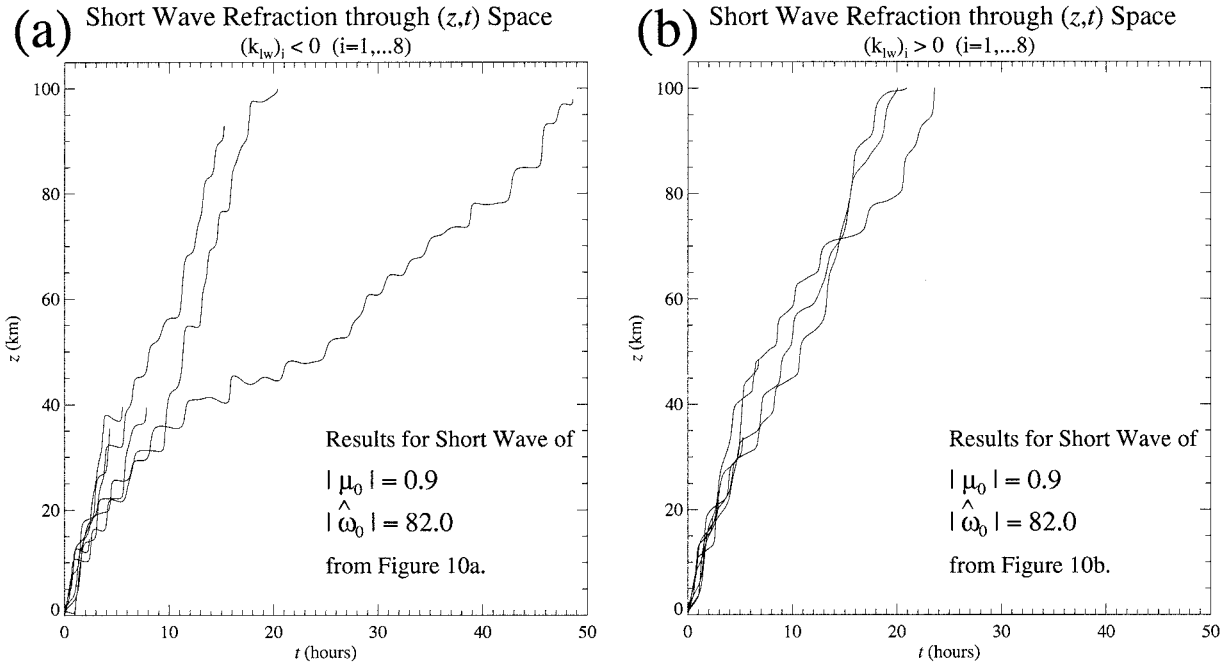 (a) Short Wave Refraction through (z,t) Space
(k_lw)_i < 0 (i=1,...8)
100
80
60
40
20
0
z (km)
0 10 20 30 40 50
t (hours)
Results for Short Wave of
| μ_0 | = 0.9
| ω̂_0 | = 82.0
from Figure 10a.
(b) Short Wave Refraction through (z,t) Space
(k_lw)_i > 0 (i=1,...8)
100
80
60
40
20
0
z (km)
0 10 20 30 40 50
t (hours)
Results for Short Wave of
| μ_0 | = 0.9
| ω̂_0 | = 82.0
from Figure 10b.